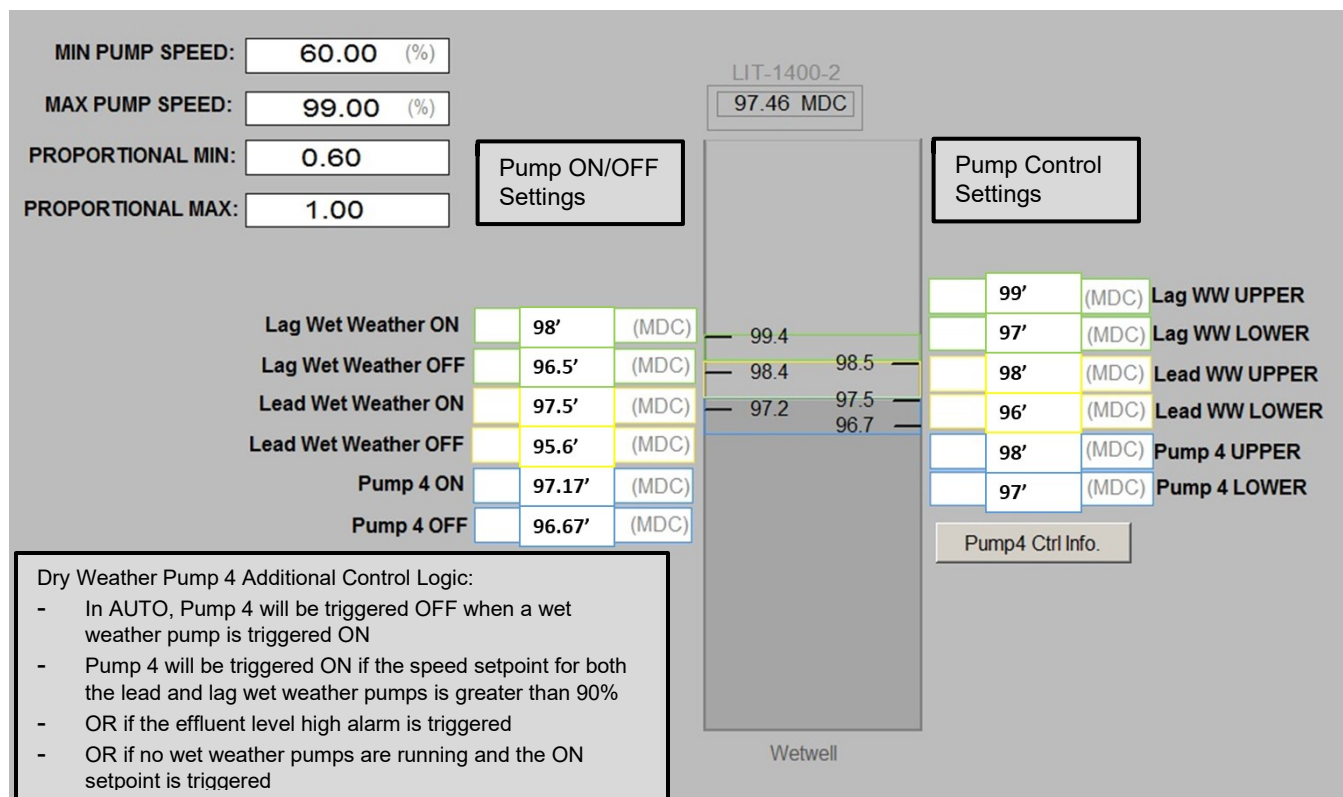 MIN PUMP SPEED: 60.00 (%)
MAX PUMP SPEED: 99.00 (%)
PROPORTIONAL MIN: 0.60
PROPORTIONAL MAX: 1.00
Pump ON/OFF
Settings
LIT-1400-2
97.46 MDC
Pump Control
Settings
Lag Wet Weather ON 98’ (MDC)
Lag Wet Weather OFF 96.5’ (MDC)
Lead Wet Weather ON 97.5’ (MDC)
Lead Wet Weather OFF 95.6’ (MDC)
Pump 4 ON 97.17’ (MDC)
Pump 4 OFF 96.67’ (MDC)
99.4
98.4
97.2
98.5
97.5
96.7
Wetwell
99’ (MDC) Lag WW UPPER
97’ (MDC) Lag WW LOWER
98’ (MDC) Lead WW UPPER
96’ (MDC) Lead WW LOWER
98’ (MDC) Pump 4 UPPER
97’ (MDC) Pump 4 LOWER
Pump4 Ctrl Info.
Dry Weather Pump 4 Additional Control Logic:
- In AUTO, Pump 4 will be triggered OFF when a wet
weather pump is triggered ON
- Pump 4 will be triggered ON if the speed setpoint for both
the lead and lag wet weather pumps is greater than 90%
- OR if the effluent level high alarm is triggered
- OR if no wet weather pumps are running and the ON
setpoint is triggered